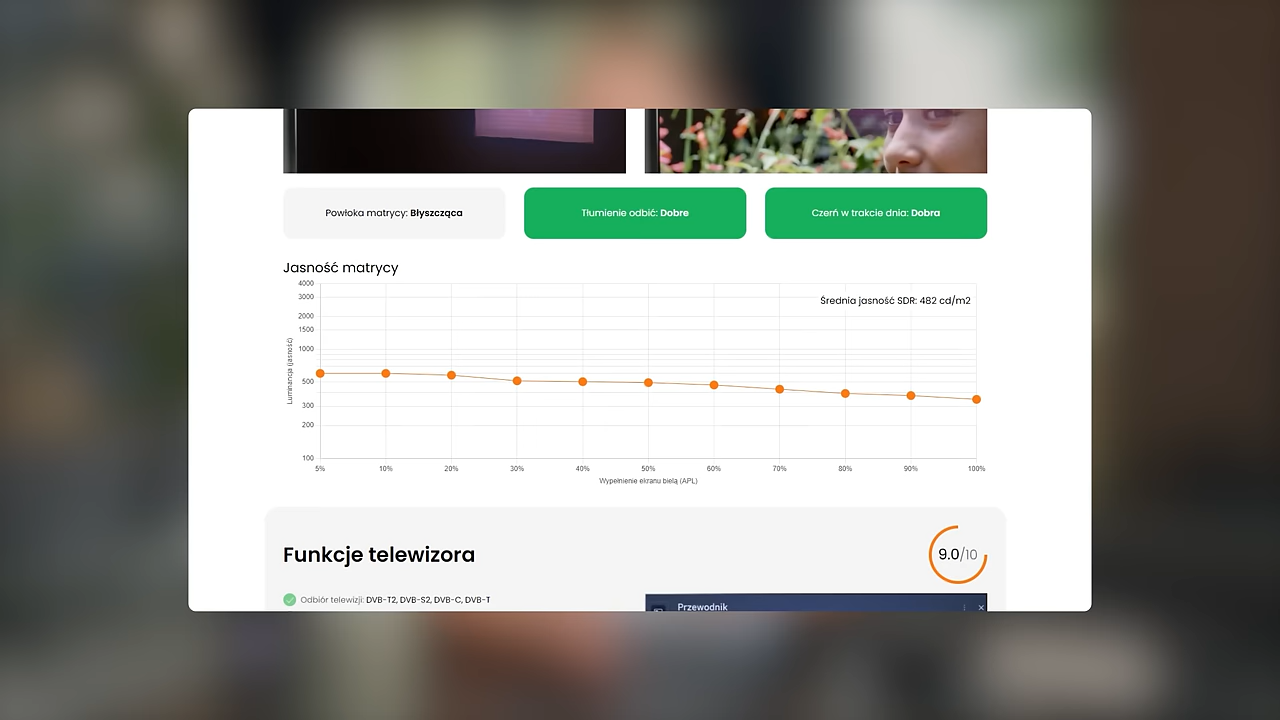 Powłoka matrycy: Błyszcząca
Tłumienie odbić: Dobre
Czerń w trakcie dnia: Dobra
Jasność matrycy
Średnia jasność SDR: 482 cd/m2
Luminancja (jasność)
4000
3000
2000
1500
1000
500
300
200
100
5% 10% 20% 30% 40% 50% 60% 70% 80% 90% 100%
Wypełnienie ekranu bielą (APL)
Funkcje telewizora
9.0/10
Odbiór telewizji: DVB-T2, DVB-S2, DVB-C, DVB-T
Przewodnik